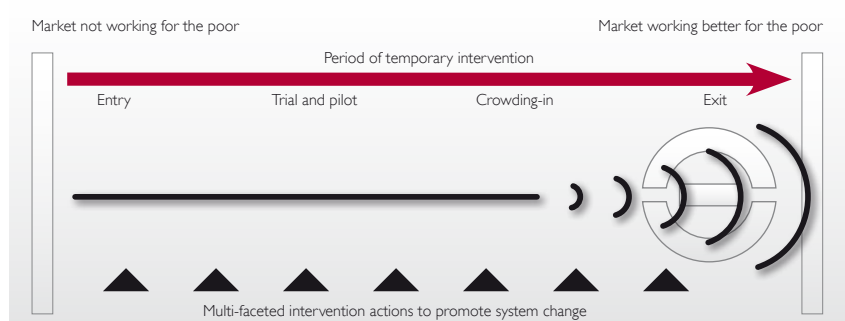 Market not working for the poor
Market working better for the poor
Period of temporary intervention
Entry
Trial and pilot
Crowding-in
Exit
Multi-faceted intervention actions to promote system change